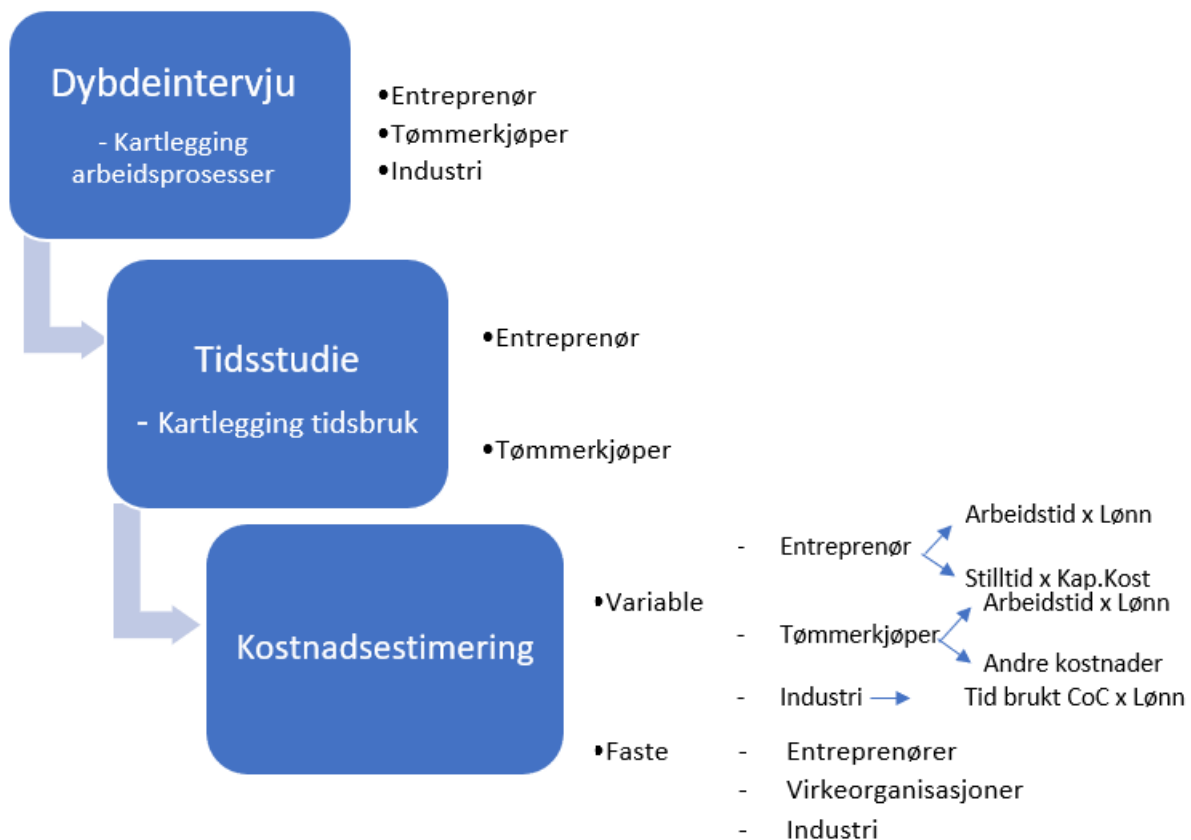 Dybdeintervju
- Kartlegging
arbeidsprosesser
•Entreprenør
•Tømmerkjøper
•Industri
Tidsstudie
- Kartlegging tidsbruk
•Entreprenør
•Tømmerkjøper
Kostnadsestimering
•Variable
- Entreprenør
Arbeidstid x Lønn
Stilltid x Kap.Kost
- Tømmerkjøper
Arbeidstid x Lønn
Andre kostnader
- Industri
Tid brukt CoC x Lønn
•Faste
- Entreprenører
- Virkeorganisasjoner
- Industri